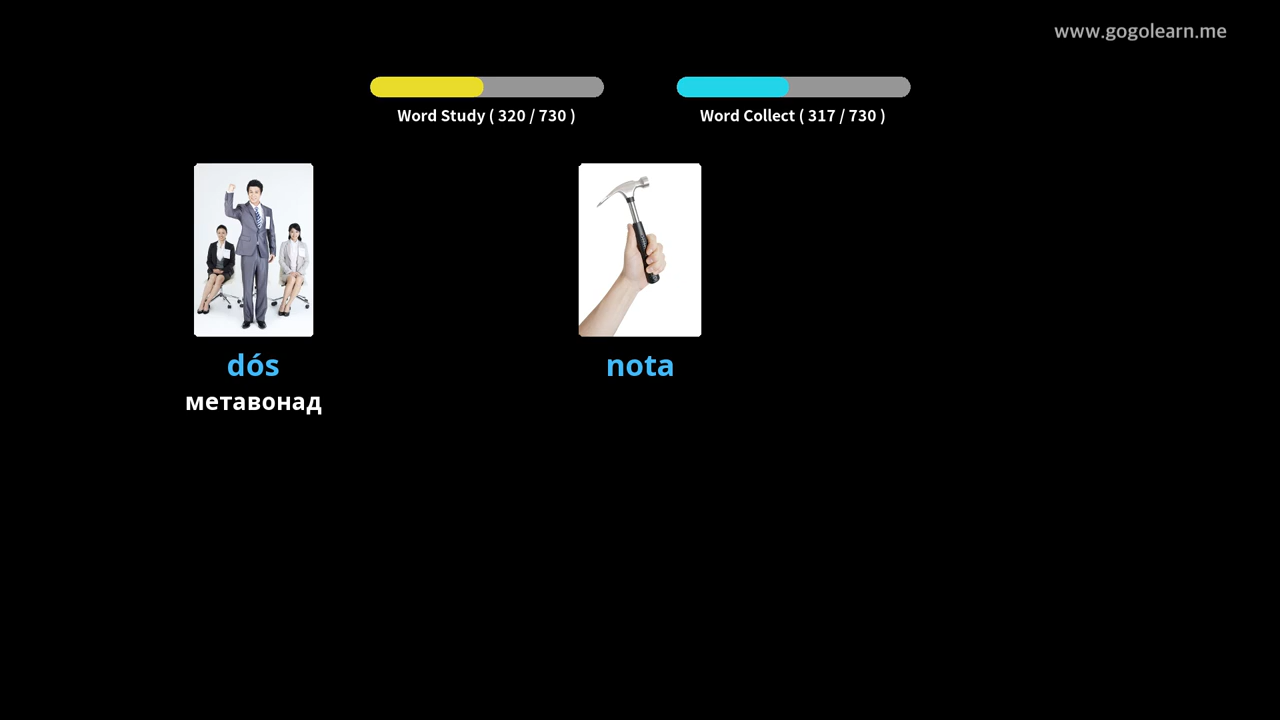 www.gogolearn.me
Word Study ( 320 / 730 )
Word Collect ( 317 / 730 )
dós
метавонад
nota